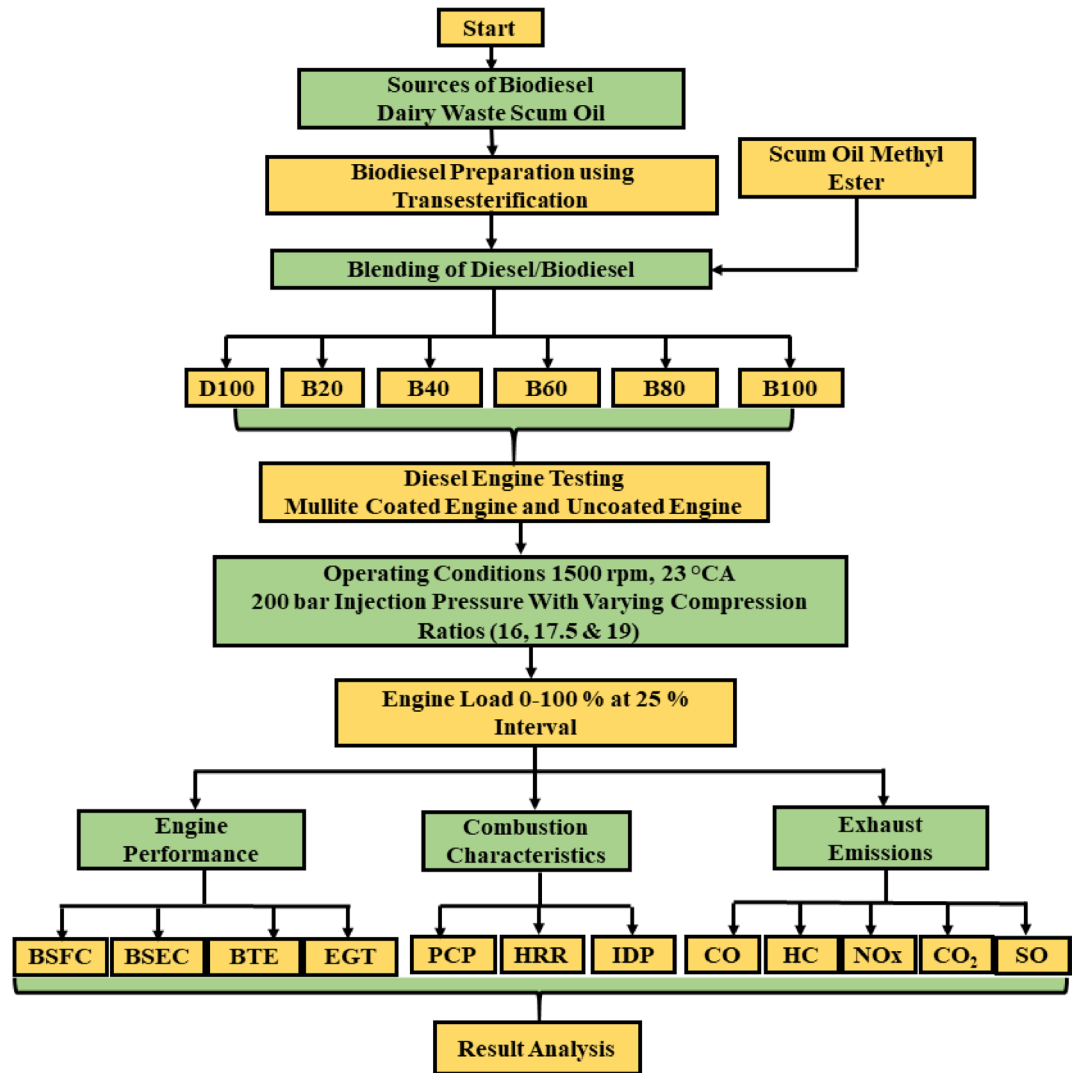 Start
Sources of Biodiesel
Dairy Waste Scum Oil
Biodiesel Preparation using
Transesterification
Scum Oil Methyl
Ester
Blending of Diesel/Biodiesel
D100
B20
B40
B60
B80
B100
Diesel Engine Testing
Mullite Coated Engine and Uncoated Engine
Operating Conditions 1500 rpm, 23 °CA
200 bar Injection Pressure With Varying Compression
Ratios (16, 17.5 & 19)
Engine Load 0-100 % at 25 %
Interval
Engine
Performance
Combustion
Characteristics
Exhaust
Emissions
BSFC
BSEC
BTE
EGT
PCP
HRR
IDP
CO
HC
NOx
CO₂
SO
Result Analysis